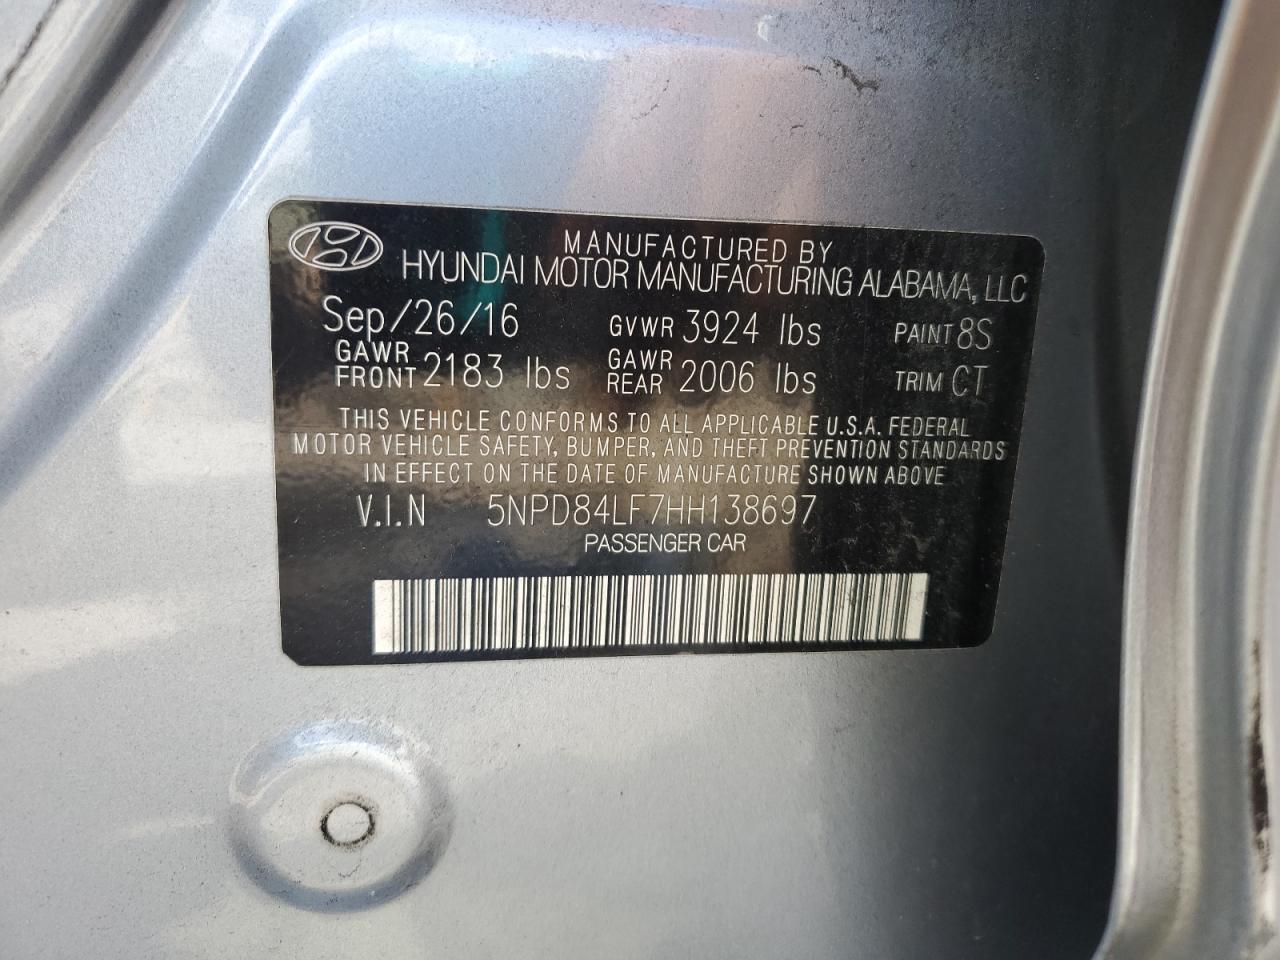 MANUFACTURED BY
HYUNDAI MOTOR MANUFACTURING ALABAMA, LLC
Sep/26/16 GVWR 3924 lbs PAINT 8S
GAWR FRONT 2183 lbs GAWR REAR 2006 lbs TRIM CT
THIS VEHICLE CONFORMS TO ALL APPLICABLE U.S.A. FEDERAL
MOTOR VEHICLE SAFETY, BUMPER, AND THEFT PREVENTION STANDARDS
IN EFFECT ON THE DATE OF MANUFACTURE SHOWN ABOVE
V.I.N 5NPD84LF7HH138697
PASSENGER CAR